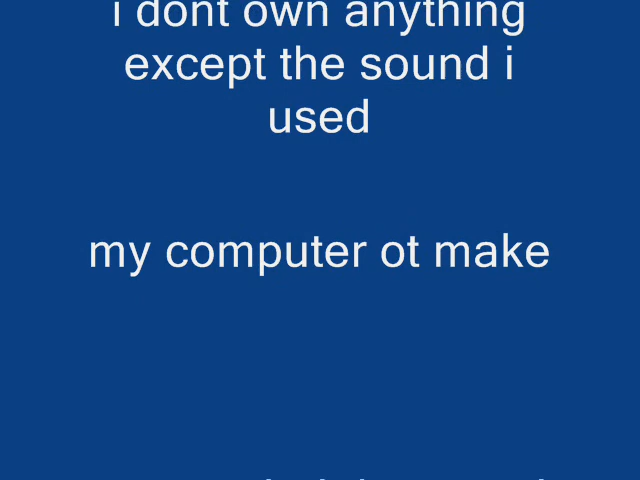 i dont own anything
except the sound i
used
my computer ot make